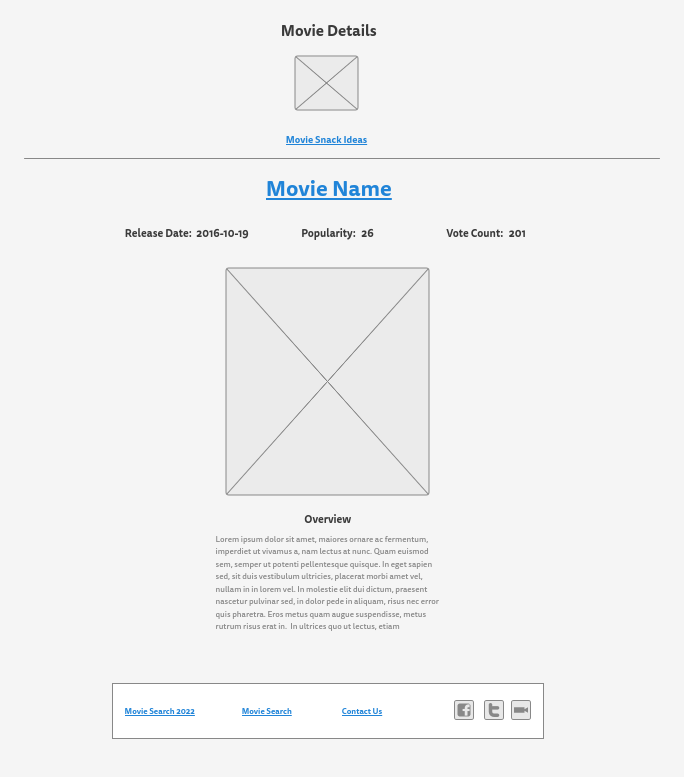 Movie Details
Movie Snack Ideas
Movie Name
Release Date: 2016-10-19 Popularity: 26 Vote Count: 201
Overview
Lorem ipsum dolor sit amet, maiores ornare ac fermentum,
imperdiet ut vivamus a, nam lectus at nunc. Quam euismod
sem, semper ut potenti pellentesque quisque. In eget sapien
sed, sit duis vestibulum ultricies, placerat morbi amet vel,
nullam in in lorem vel. In molestie elit dui dictum, praesent
nascetur pulvinar sed, in dolor pede in aliquam, risus nec error
quis pharetra. Eros metus quam augue suspendisse, metus
rutrum risus erat in. In ultrices quo ut lectus, etiam
Movie Search 2022 Movie Search Contact Us